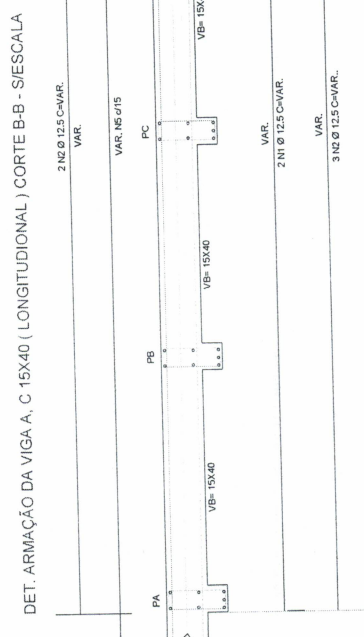 DET. ARMAÇÃO DA VIGA A, C 15X40 ( LONGITUDIONAL ) CORTE B-B - S/ESCALA
2 N2 Ø 12.5 C=VAR.
VAR.
VAR. N5 c/15
PA
PB
PC
VB= 15X40
VB= 15X40
VB= 15X
VAR.
2 N1 Ø 12.5 C=VAR.
VAR.
3 N2 Ø 12.5 C=VAR..